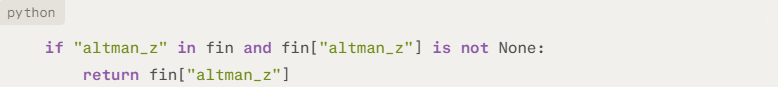 python
if "altman_z" in fin and fin["altman_z"] is not None:
    return fin["altman_z"]